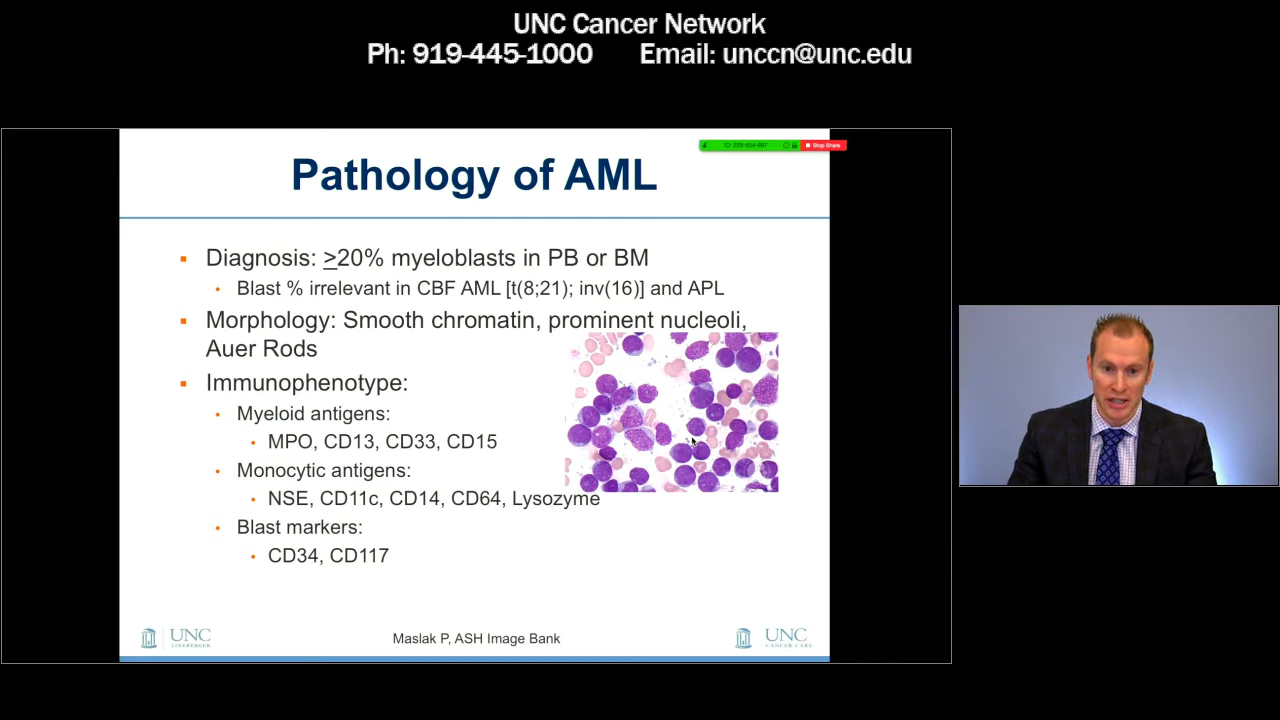 UNC Cancer Network
Ph: 919-445-1000 Email: unccn@unc.edu
Stop Share
Pathology of AML
▪ Diagnosis: >20% myeloblasts in PB or BM
• Blast % irrelevant in CBF AML [t(8;21); inv(16)] and APL
▪ Morphology: Smooth chromatin, prominent nucleoli,
Auer Rods
▪ Immunophenotype:
• Myeloid antigens:
• MPO, CD13, CD33, CD15
• Monocytic antigens:
• NSE, CD11c, CD14, CD64, Lysozyme
• Blast markers:
• CD34, CD117
UNC
LINEBERGER
Maslak P, ASH Image Bank
UNC
CANCER CARE